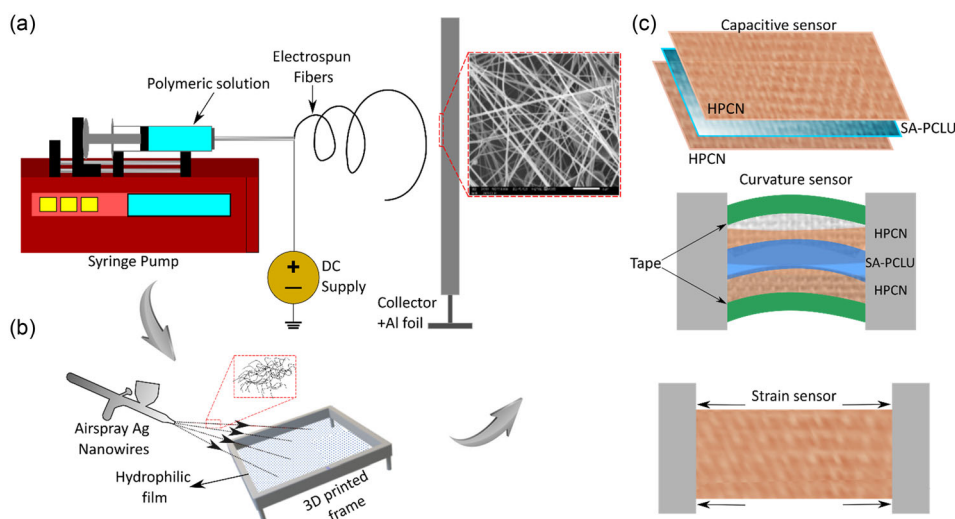 (a)
Polymeric solution
Electrospun
Fibers
Syringe Pump
+
−
DC
Supply
Collector
+Al foil
(b)
Airspray Ag
Nanowires
Hydrophilic
film
3D printed
frame
(c)
Capacitive sensor
HPCN
SA-PCLU
HPCN
Curvature sensor
Tape
HPCN
SA-PCLU
HPCN
Strain sensor